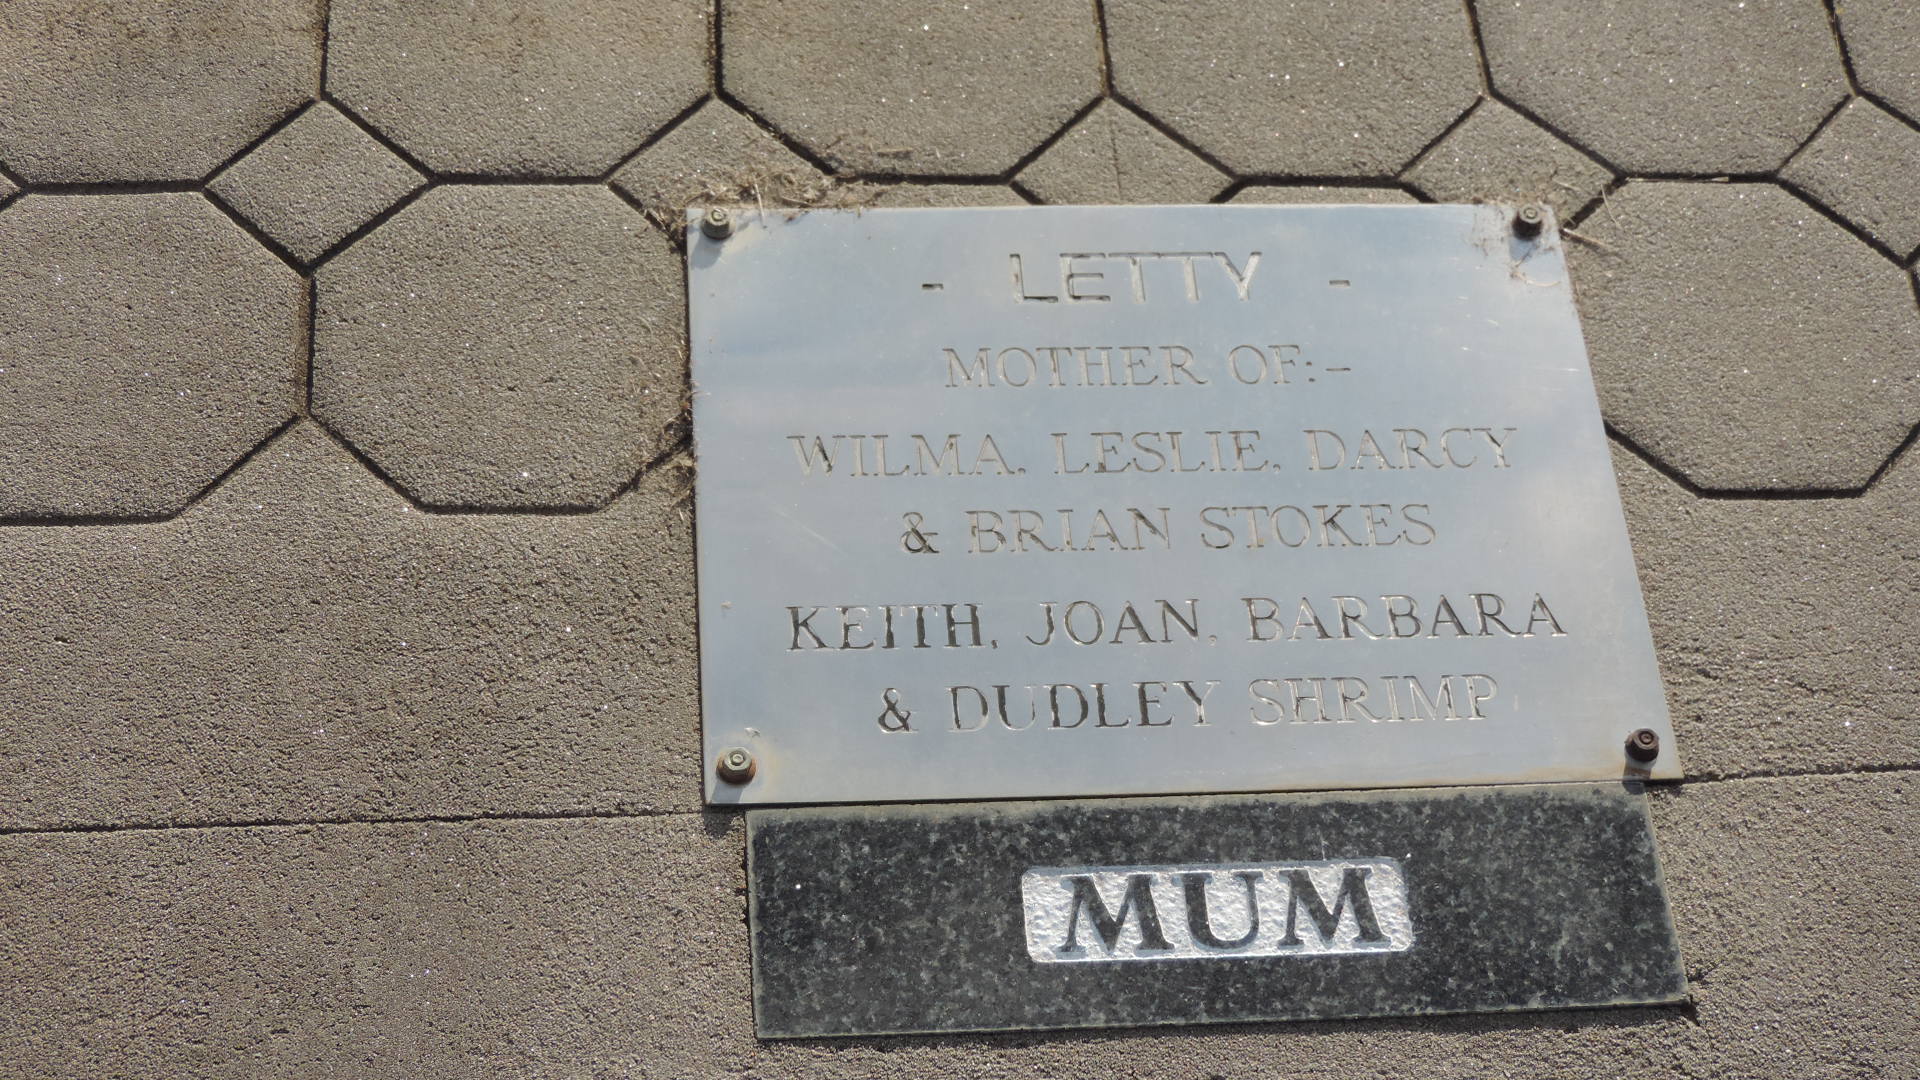 - LETTY -
MOTHER OF:-
WILMA, LESLIE, DARCY
& BRIAN STOKES
KEITH, JOAN, BARBARA
& DUDLEY SHRIMP
MUM